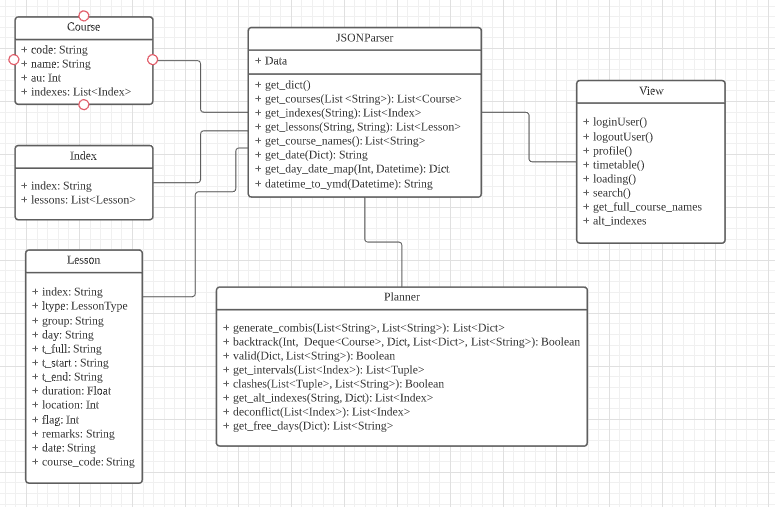 Course
+ code: String
+ name: String
+ au: Int
+ indexes: List<Index>
Index
+ index: String
+ lessons: List<Lesson>
Lesson
+ index: String
+ ltype: LessonType
+ group: String
+ day: String
+ t_full: String
+ t_start : String
+ t_end: String
+ duration: Float
+ location: Int
+ flag: Int
+ remarks: String
+ date: String
+ course_code: String
JSONParser
+ Data
+ get_dict()
+ get_courses(List <String>): List<Course>
+ get_indexes(String): List<Index>
+ get_lessons(String, String): List<Lesson>
+ get_course_names(): List<String>
+ get_date(Dict): String
+ get_day_date_map(Int, Datetime): Dict
+ datetime_to_ymd(Datetime): String
Planner
+ generate_combis(List<String>, List<String>): List<Dict>
+ backtrack(Int, Deque<Course>, Dict, List<Dict>, List<String>): Boolean
+ valid(Dict, List<String>): Boolean
+ get_intervals(List<Index>): List<Tuple>
+ clashes(List<Tuple>, List<String>): Boolean
+ get_alt_indexes(String, Dict): List<Index>
+ deconflict(List<Index>): List<Index>
+ get_free_days(Dict): List<String>
View
+ loginUser()
+ logoutUser()
+ profile()
+ timetable()
+ loading()
+ search()
+ get_full_course_names
+ alt_indexes